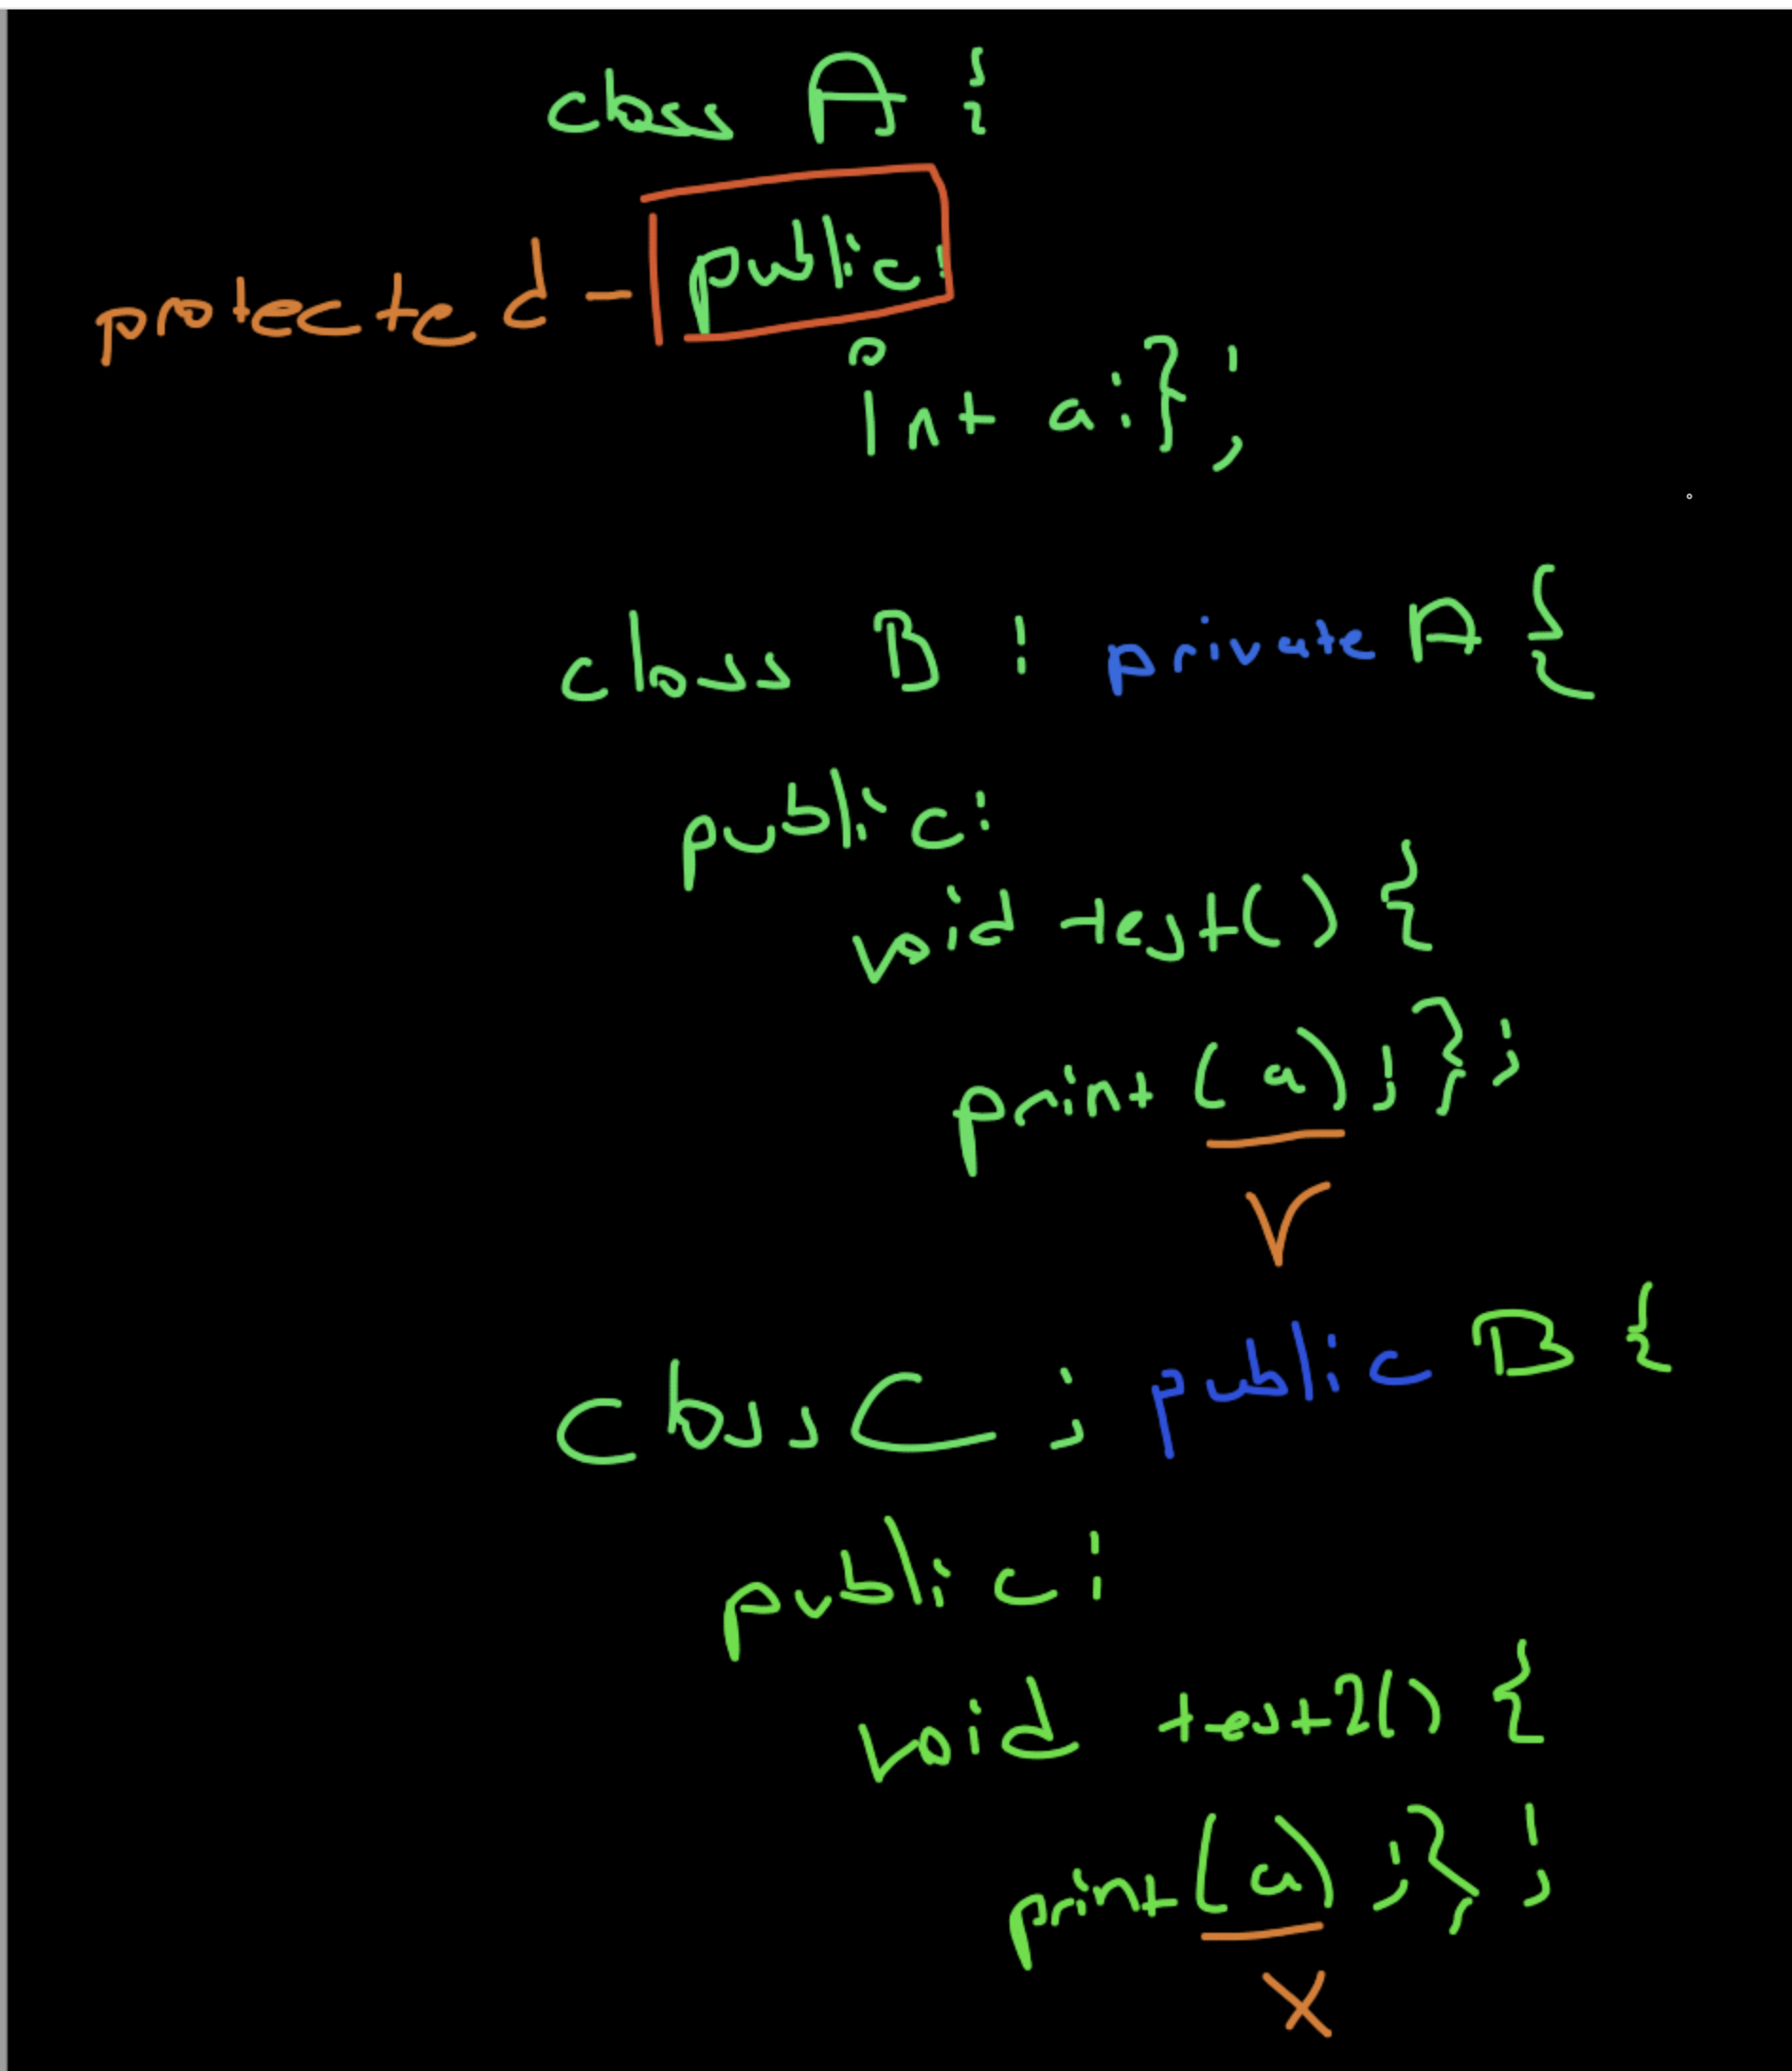 class A {
public:
protected -
int a;};
class B : private A {
public:
void test() {
print (a);};
V
class C : public B {
public:
void test2() {
print(a);};
X